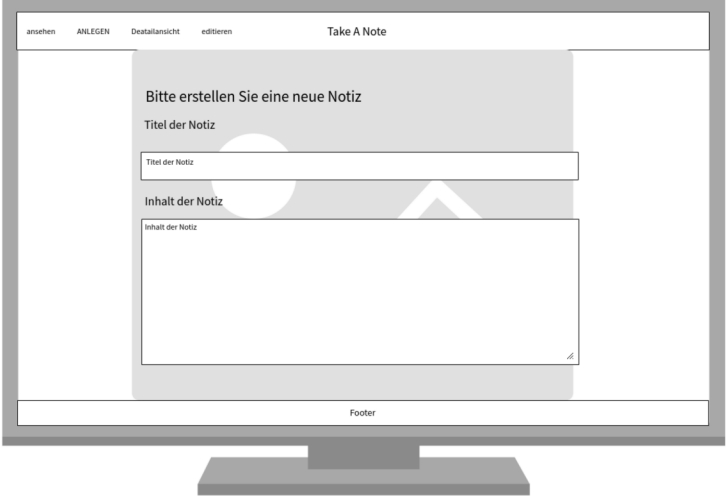 ansehen ANLEGEN Deatailansicht editieren Take A Note
Bitte erstellen Sie eine neue Notiz
Titel der Notiz
Titel der Notiz
Inhalt der Notiz
Inhalt der Notiz
Footer